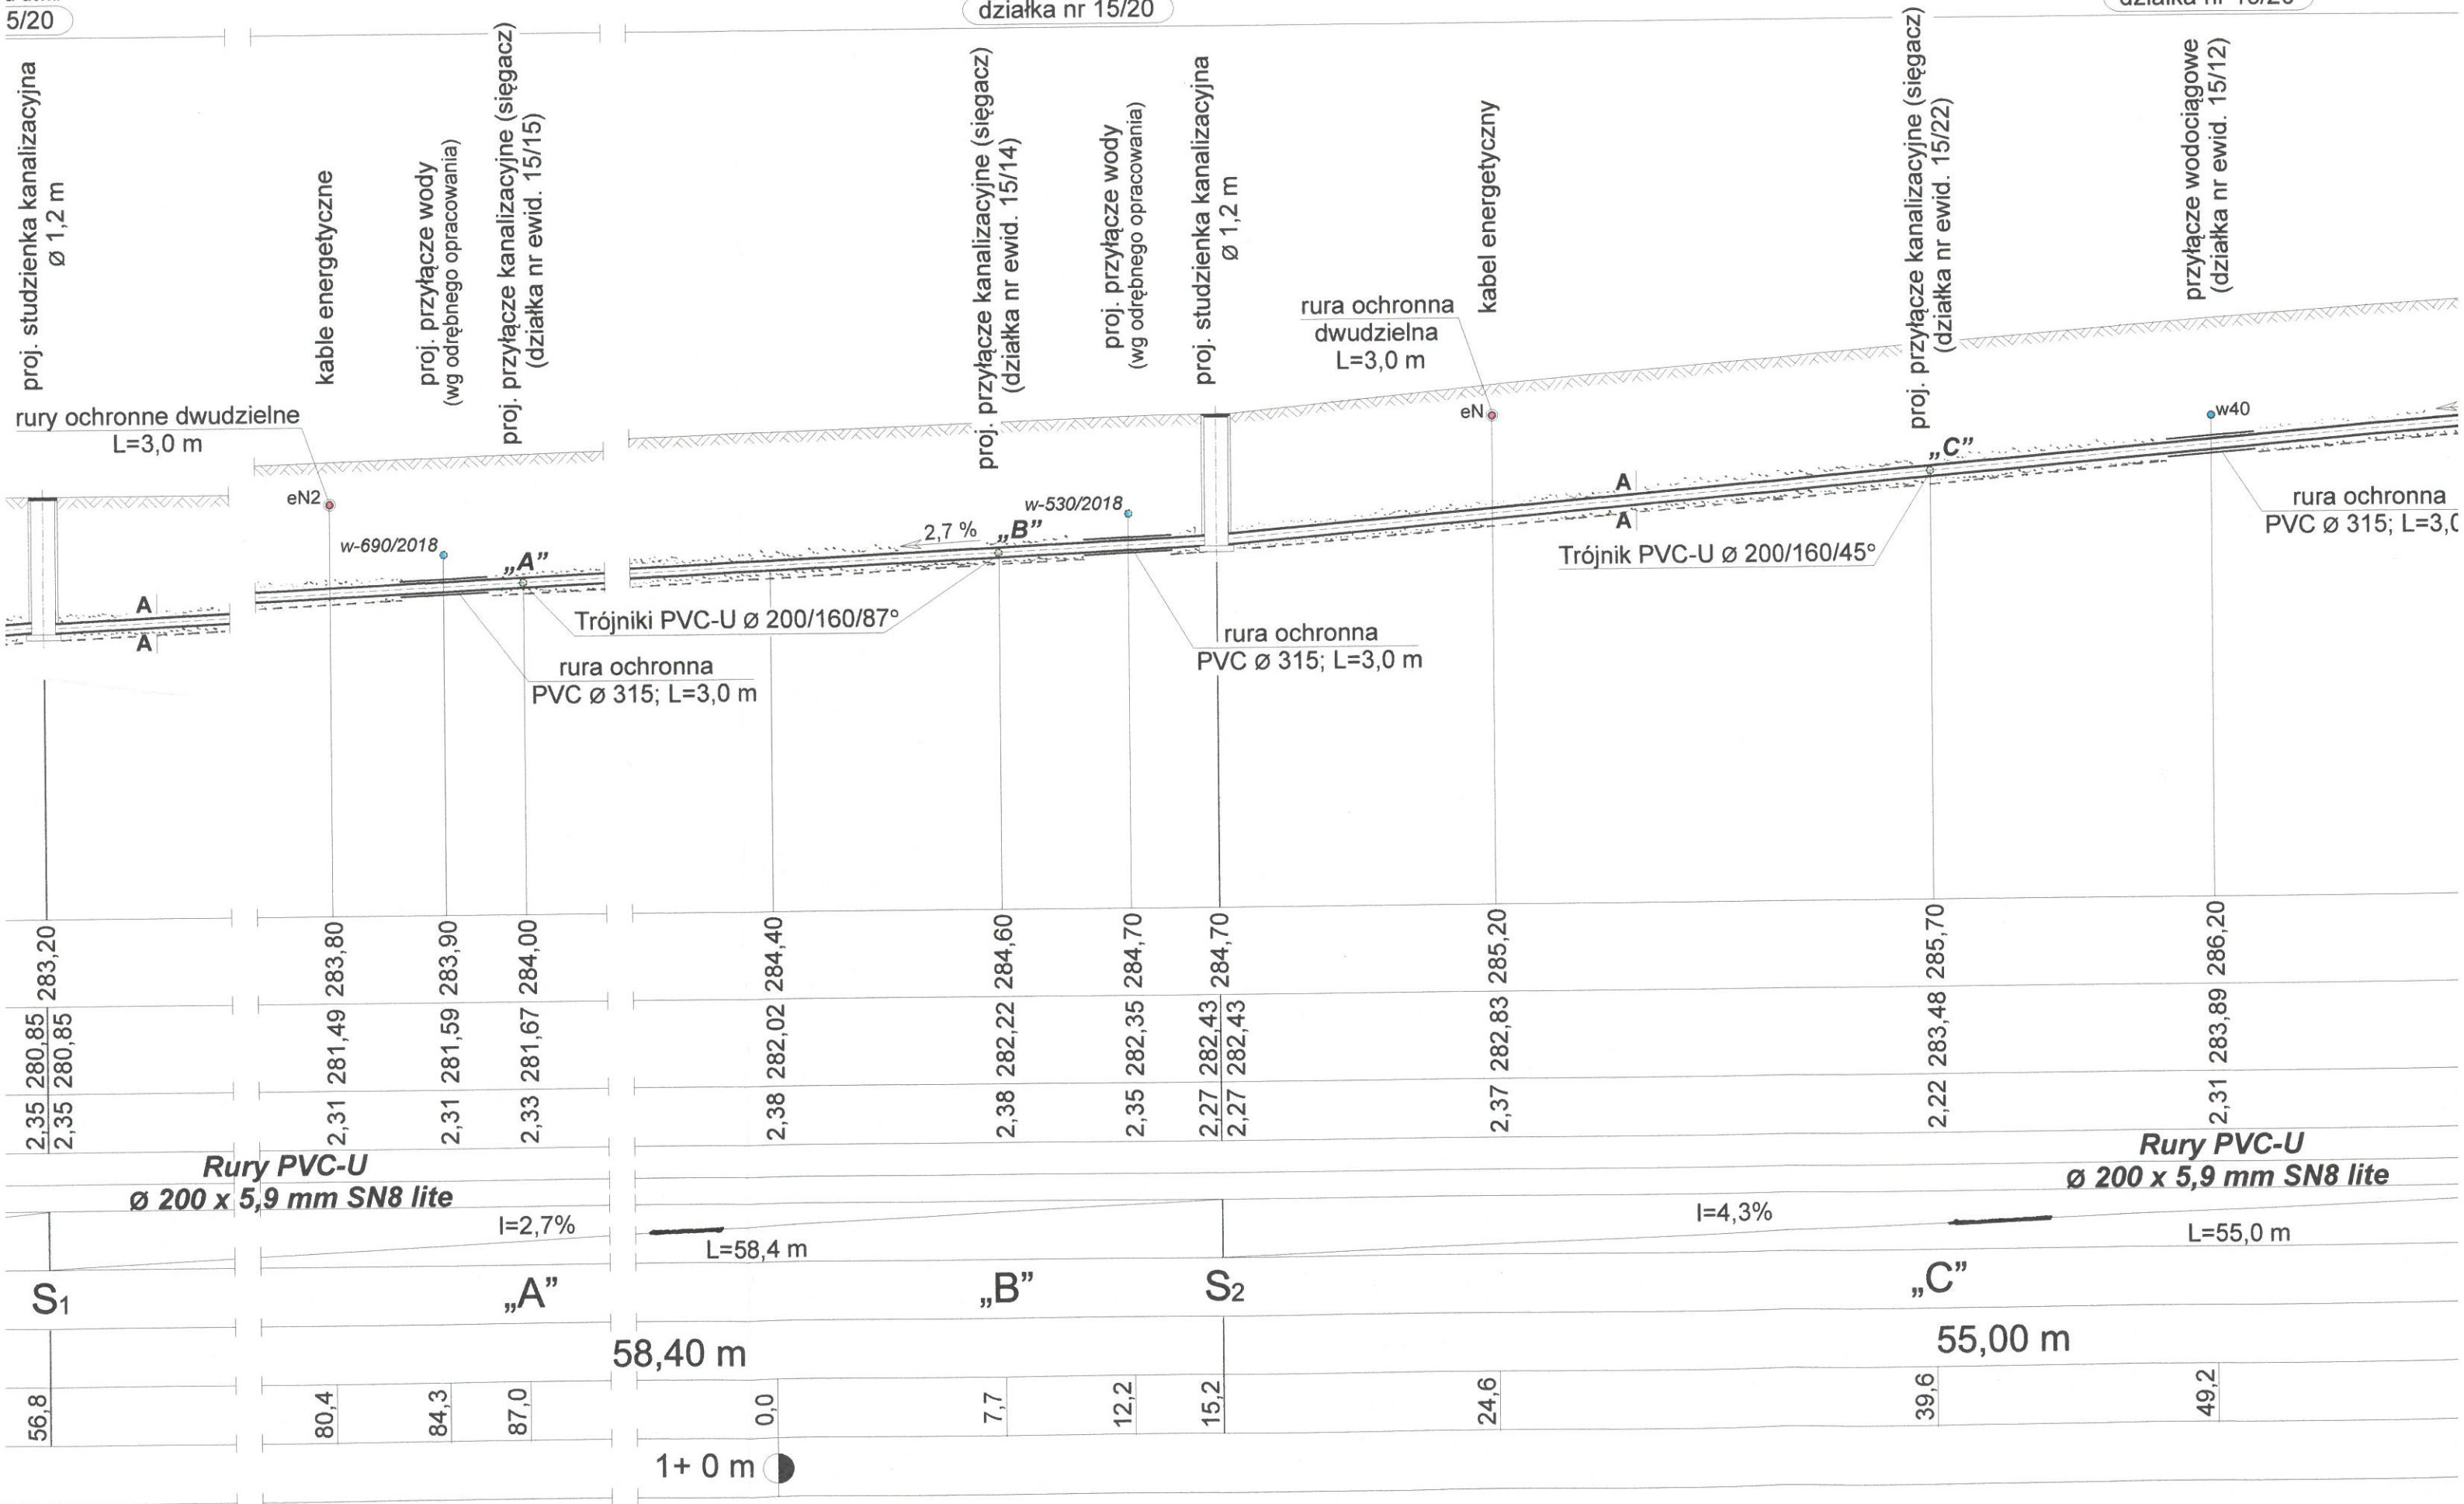 5/20
działka nr 15/20
działka nr 15/20
proj. studzienka kanalizacyjna
Ø 1,2 m
kable energetyczne
proj. przyłącze wody
(wg odrębnego opracowania)
proj. przyłącze kanalizacyjne (sięgacz)
(działka nr ewid. 15/15)
proj. przyłącze kanalizacyjne (sięgacz)
(działka nr ewid. 15/14)
proj. przyłącze wody
(wg odrębnego opracowania)
proj. studzienka kanalizacyjna
Ø 1,2 m
kabel energetyczny
proj. przyłącze kanalizacyjne (sięgacz)
(działka nr ewid. 15/22)
przyłącze wodociągowe
(działka nr ewid. 15/12)
rura ochronna
dwudzielna
L=3,0 m
rury ochronne dwudzielne
L=3,0 m
eN2
w-690/2018
„A”
w-530/2018
2,7 %
„B”
eN
A
A
„C”
w40
rura ochronna
PVC Ø 315; L=3,0
Trójnik PVC-U Ø 200/160/45°
A
A
Trójniki PVC-U Ø 200/160/87°
rura ochronna
PVC Ø 315; L=3,0 m
rura ochronna
PVC Ø 315; L=3,0 m
283,20
283,80
283,90
284,00
284,40
284,60
284,70
284,70
285,20
285,70
286,20
280,85
280,85
281,49
281,59
281,67
282,02
282,22
282,35
282,43
282,43
282,83
283,48
283,89
2,35
2,35
2,31
2,31
2,33
2,38
2,38
2,35
2,27
2,27
2,37
2,22
2,31
Rury PVC-U
Ø 200 x 5,9 mm SN8 lite
Rury PVC-U
Ø 200 x 5,9 mm SN8 lite
I=2,7%
L=58,4 m
I=4,3%
L=55,0 m
S1
„A”
„B”
S2
„C”
58,40 m
55,00 m
56,8
80,4
84,3
87,0
0,0
7,7
12,2
15,2
24,6
39,6
49,2
1+ 0 m